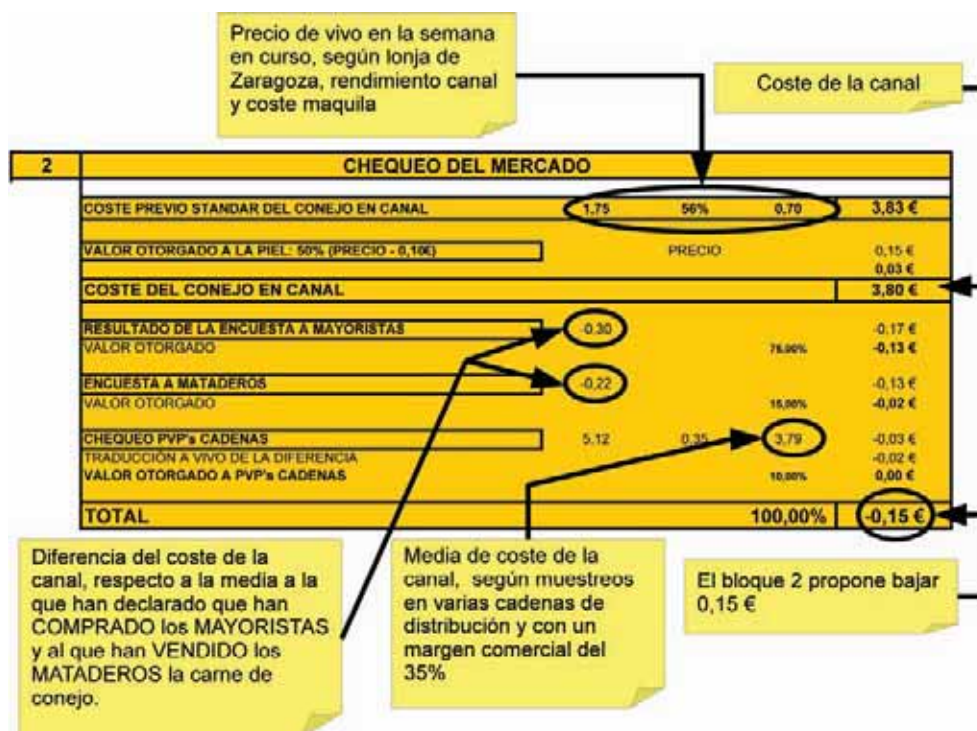 Precio de vivo en la semana
en curso, según lonja de
Zaragoza, rendimiento canal
y coste maquila
Coste de la canal
2 CHEQUEO DEL MERCADO
COSTE PREVIO STANDAR DEL CONEJO EN CANAL 1,75 56% 0,70 3,83 €
VALOR OTORGADO A LA PIEL: 50% (PRECIO - 0,10€) PRECIO 0,15 €
0,03 €
COSTE DEL CONEJO EN CANAL 3,80 €
RESULTADO DE LA ENCUESTA A MAYORISTAS -0,30 -0,17 €
VALOR OTORGADO 75,00% -0,13 €
ENCUESTA A MATADEROS -0,22 -0,13 €
VALOR OTORGADO 15,00% -0,02 €
CHEQUEO PVP's CADENAS 5,12 0,35 3,79 -0,03 €
TRADUCCIÓN A VIVO DE LA DIFERENCIA -0,02 €
VALOR OTORGADO A PVP's CADENAS 10,00% 0,00 €
TOTAL 100,00% -0,15 €
Diferencia del coste de la
canal, respecto a la media a la
que han declarado que han
COMPRADO los MAYORISTAS
y al que han VENDIDO los
MATADEROS la carne de
conejo.
Media de coste de la
canal, según muestreos
en varias cadenas de
distribución y con un
margen comercial del
35%
El bloque 2 propone bajar
0,15 €